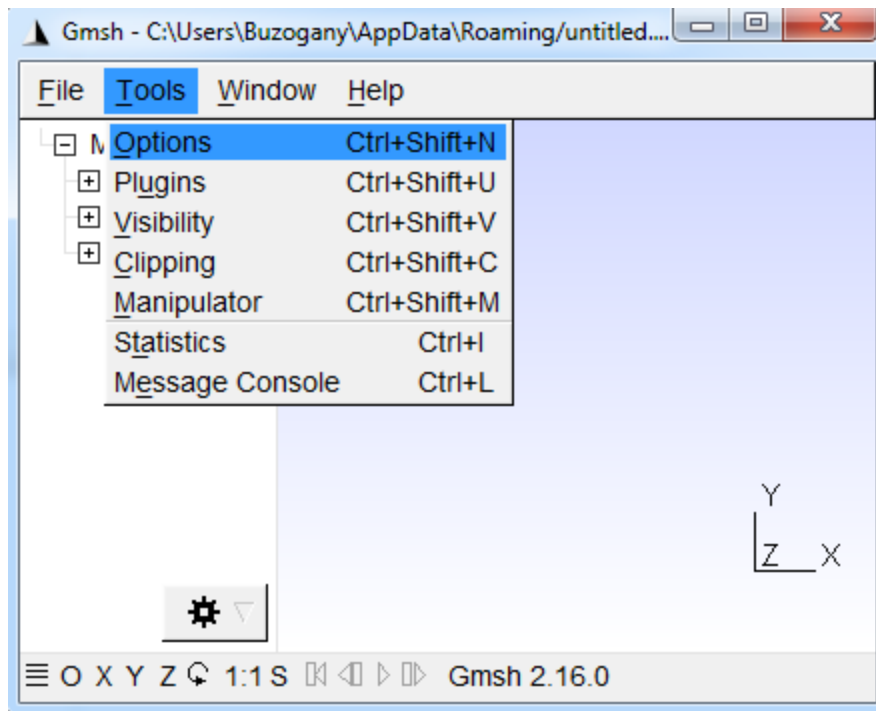 Gmsh - C:\Users\Buzogany\AppData\Roaming/untitled....
File Tools Window Help
M
Options Ctrl+Shift+N
Plugins Ctrl+Shift+U
Visibility Ctrl+Shift+V
Clipping Ctrl+Shift+C
Manipulator Ctrl+Shift+M
Statistics Ctrl+I
Message Console Ctrl+L
Y
Z X
O X Y Z 1:1 S Gmsh 2.16.0